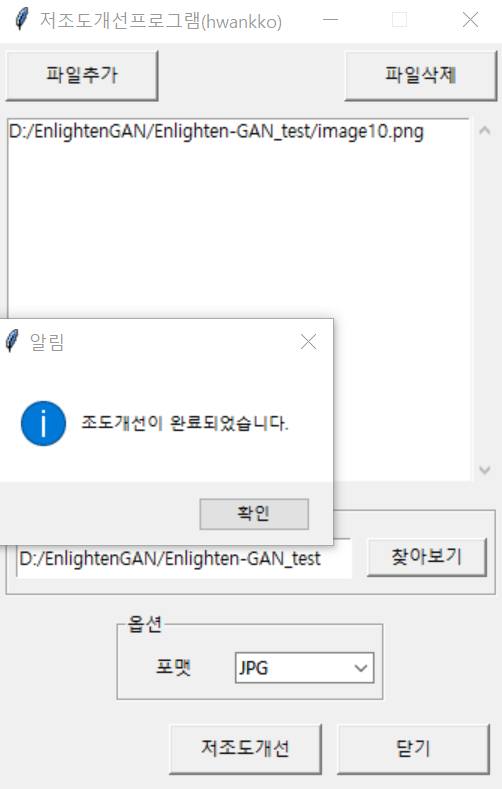 저조도개선프로그램(hwankko)
파일추가
파일삭제
D:/EnlightenGAN/Enlighten-GAN_test/image10.png
알림
조도개선이 완료되었습니다.
확인
D:/EnlightenGAN/Enlighten-GAN_test
찾아보기
옵션
포맷
JPG
저조도개선
닫기